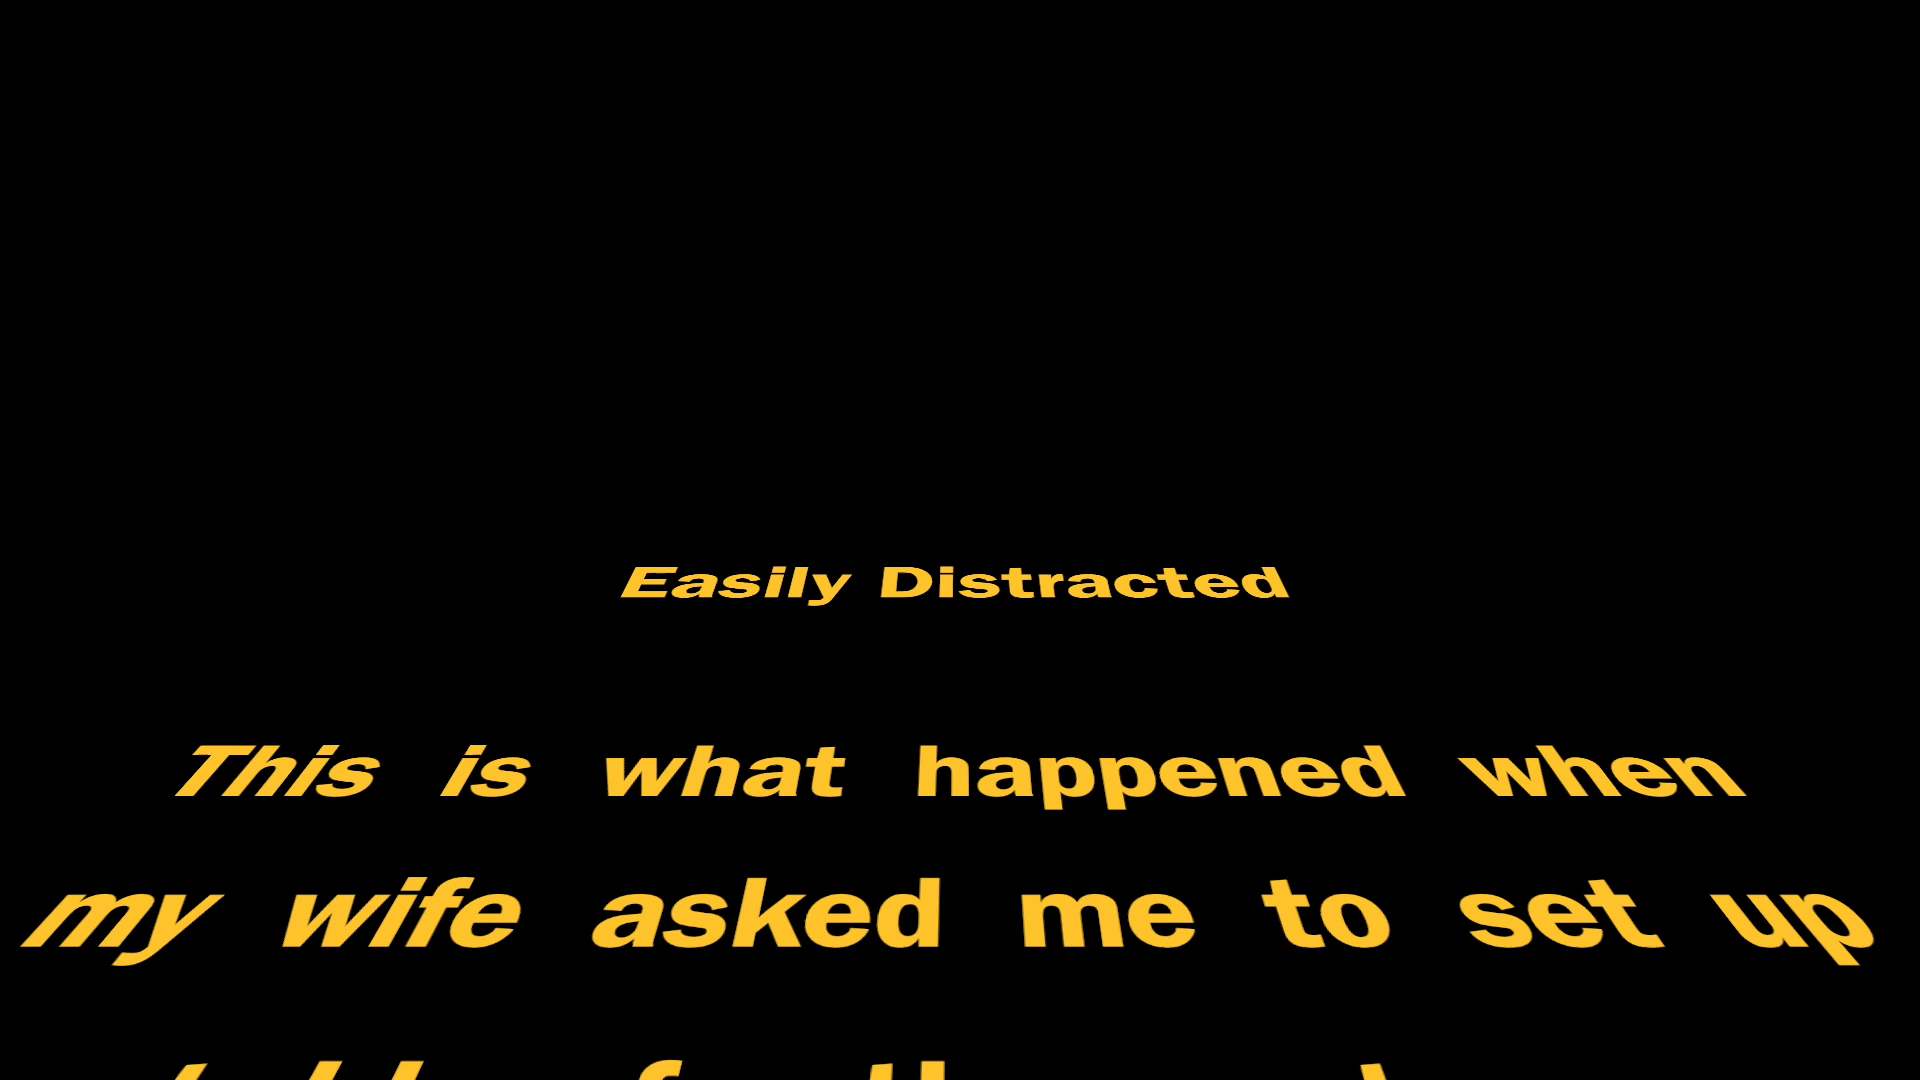 Easily Distracted
This is what happened when
my wife asked me to set up